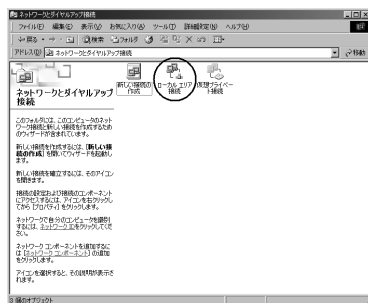 ネットワークとダイヤルアップ接続
ファイル(F) 編集(E) 表示(V) お気に入り(A) ツール(T) 詳細設定(N) ヘルプ(H)
戻る 検索 フォルダ
アドレス(D) ネットワークとダイヤルアップ接続 移動
新しい接続の
作成
ローカル エリア
接続
仮想プライベー
ト接続
ネットワークとダイヤルアップ
接続
このフォルダには、このコンピュータのネット
ワーク接続と新しい接続を作成するため
のウィザードが含まれています。
新しい接続を作成するには、[新しい接
続の作成] を開いてウィザードを起動し
ます。
新しい接続を確立するには、そのアイコン
を開きます。
接続の設定および接続のコンポーネント
にアクセスするには、アイコンを右クリックし
てから [プロパティ] をクリックします。
ネットワークで自分のコンピュータを識別
するには、ネットワーク ID をクリックしてくだ
さい。
ネットワーク コンポーネントを追加するに
は [ネットワーク コンポーネント] の追加
をクリックします。
アイコンを選択すると、その説明が表示さ
れます。
3 個のオブジェクト